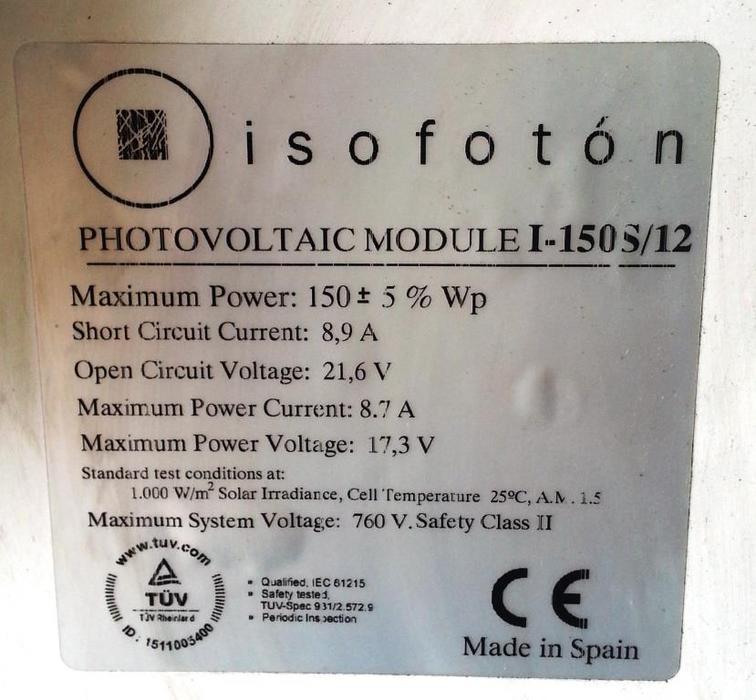 isofotón
PHOTOVOLTAIC MODULE I-150 S/12
Maximum Power: 150 ± 5 % Wp
Short Circuit Current: 8,9 A
Open Circuit Voltage: 21,6 V
Maximum Power Current: 8.7 A
Maximum Power Voltage: 17,3 V
Standard test conditions at:
1.000 W/m² Solar Irradiance, Cell Temperature 25ºC, A.M. 1.5
Maximum System Voltage: 760 V. Safety Class II
www.tuv.com
TÜV
TÜV Rheinland
ID: 1511003400
▪ Qualified, IEC 61215
▪ Safety tested,
TUV-Spec 931/2.572.9
▪ Periodic Inspection
CE
Made in Spain